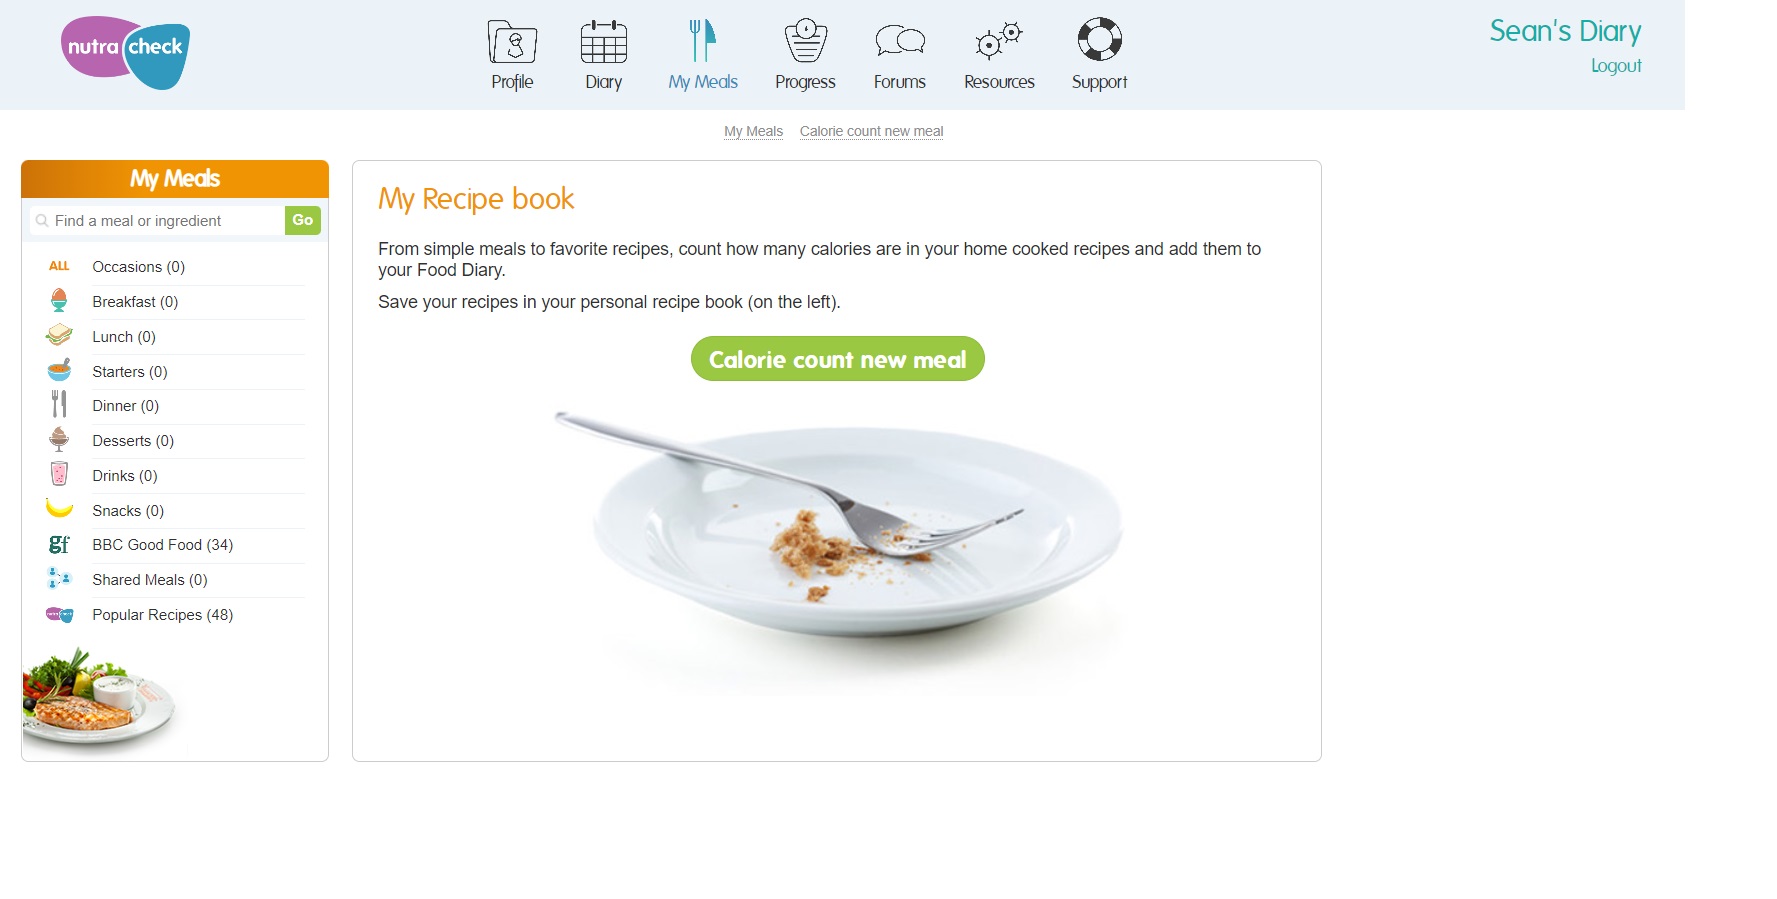 nutra check
Profile
Diary
My Meals
Progress
Forums
Resources
Support
Sean's Diary
Logout
My Meals
Calorie count new meal
My Meals
Find a meal or ingredient
Go
ALL
Occasions (0)
Breakfast (0)
Lunch (0)
Starters (0)
Dinner (0)
Desserts (0)
Drinks (0)
Snacks (0)
gf
BBC Good Food (34)
Shared Meals (0)
nutra check
Popular Recipes (48)
My Recipe book
From simple meals to favorite recipes, count how many calories are in your home cooked recipes and add them to
your Food Diary.
Save your recipes in your personal recipe book (on the left).
Calorie count new meal